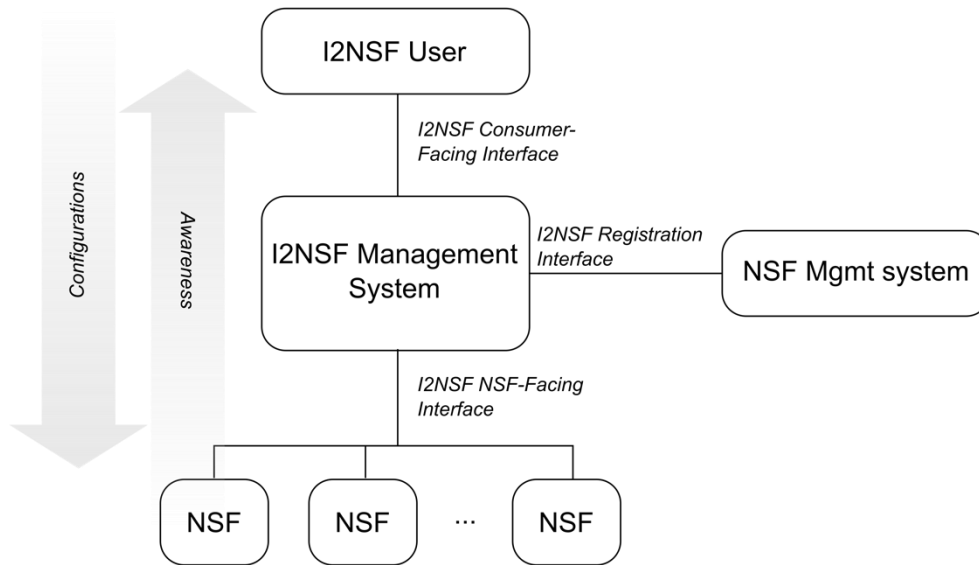 I2NSF User
I2NSF Consumer-
Facing Interface
Configurations
Awareness
I2NSF Management
System
I2NSF Registration
Interface
NSF Mgmt system
I2NSF NSF-Facing
Interface
NSF
NSF
...
NSF